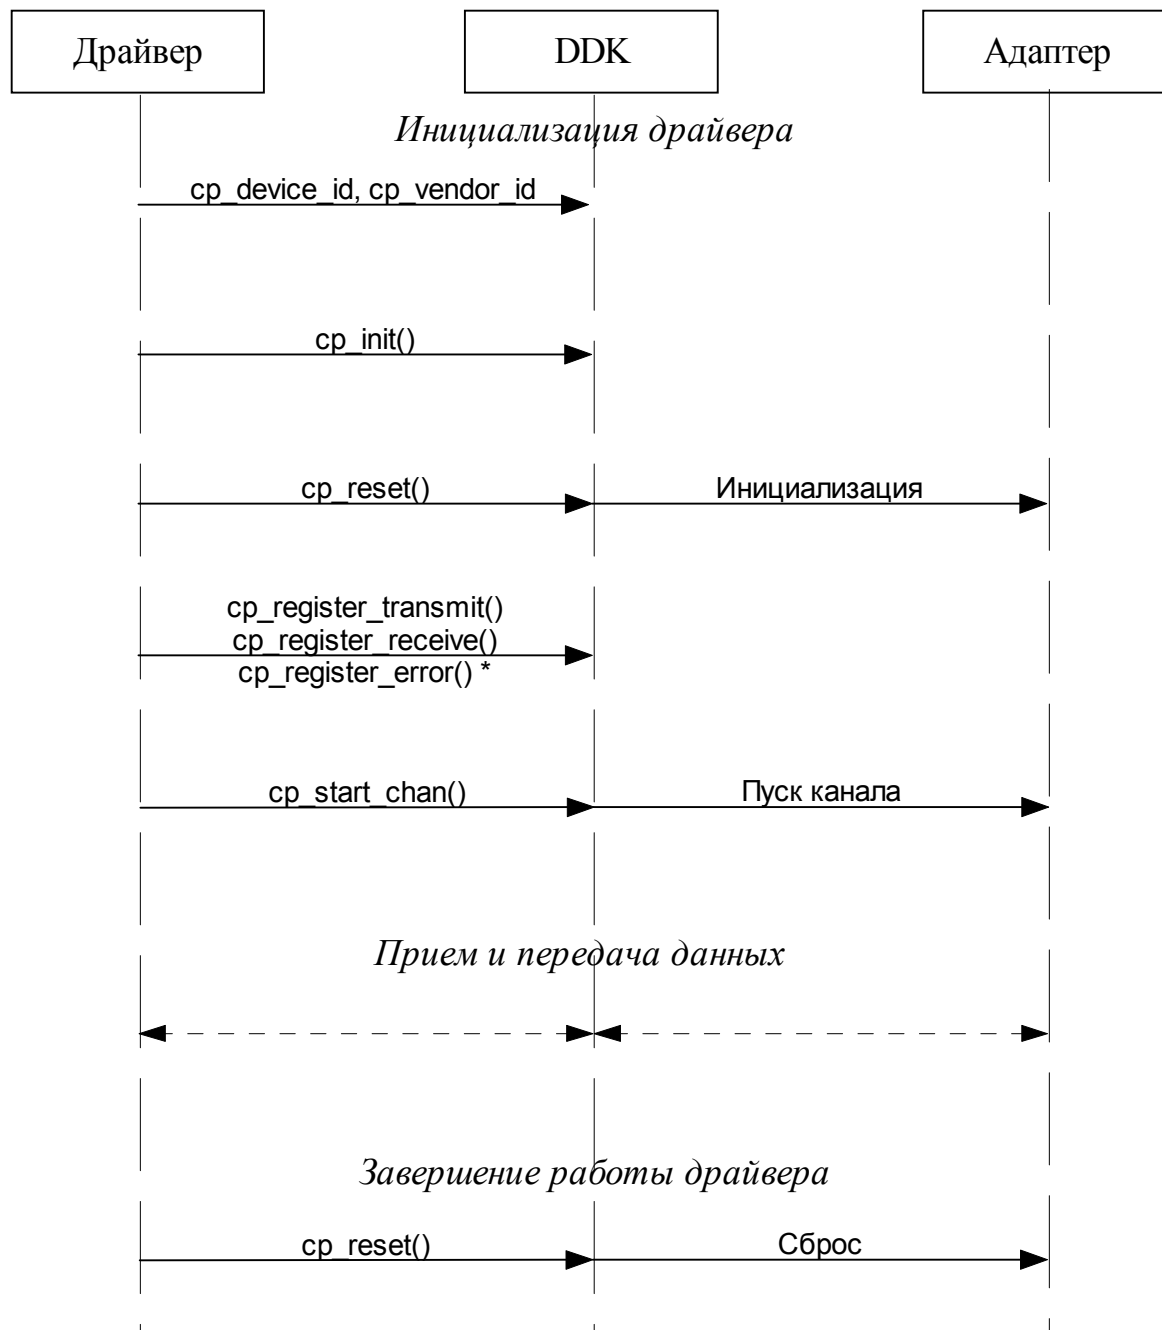 Драйвер
DDK
Адаптер
Инициализация драйвера
cp_device_id, cp_vendor_id
cp_init()
cp_reset()
Инициализация
cp_register_transmit()
cp_register_receive()
cp_register_error() *
cp_start_chan()
Пуск канала
Прием и передача данных
Завершение работы драйвера
cp_reset()
Сброс